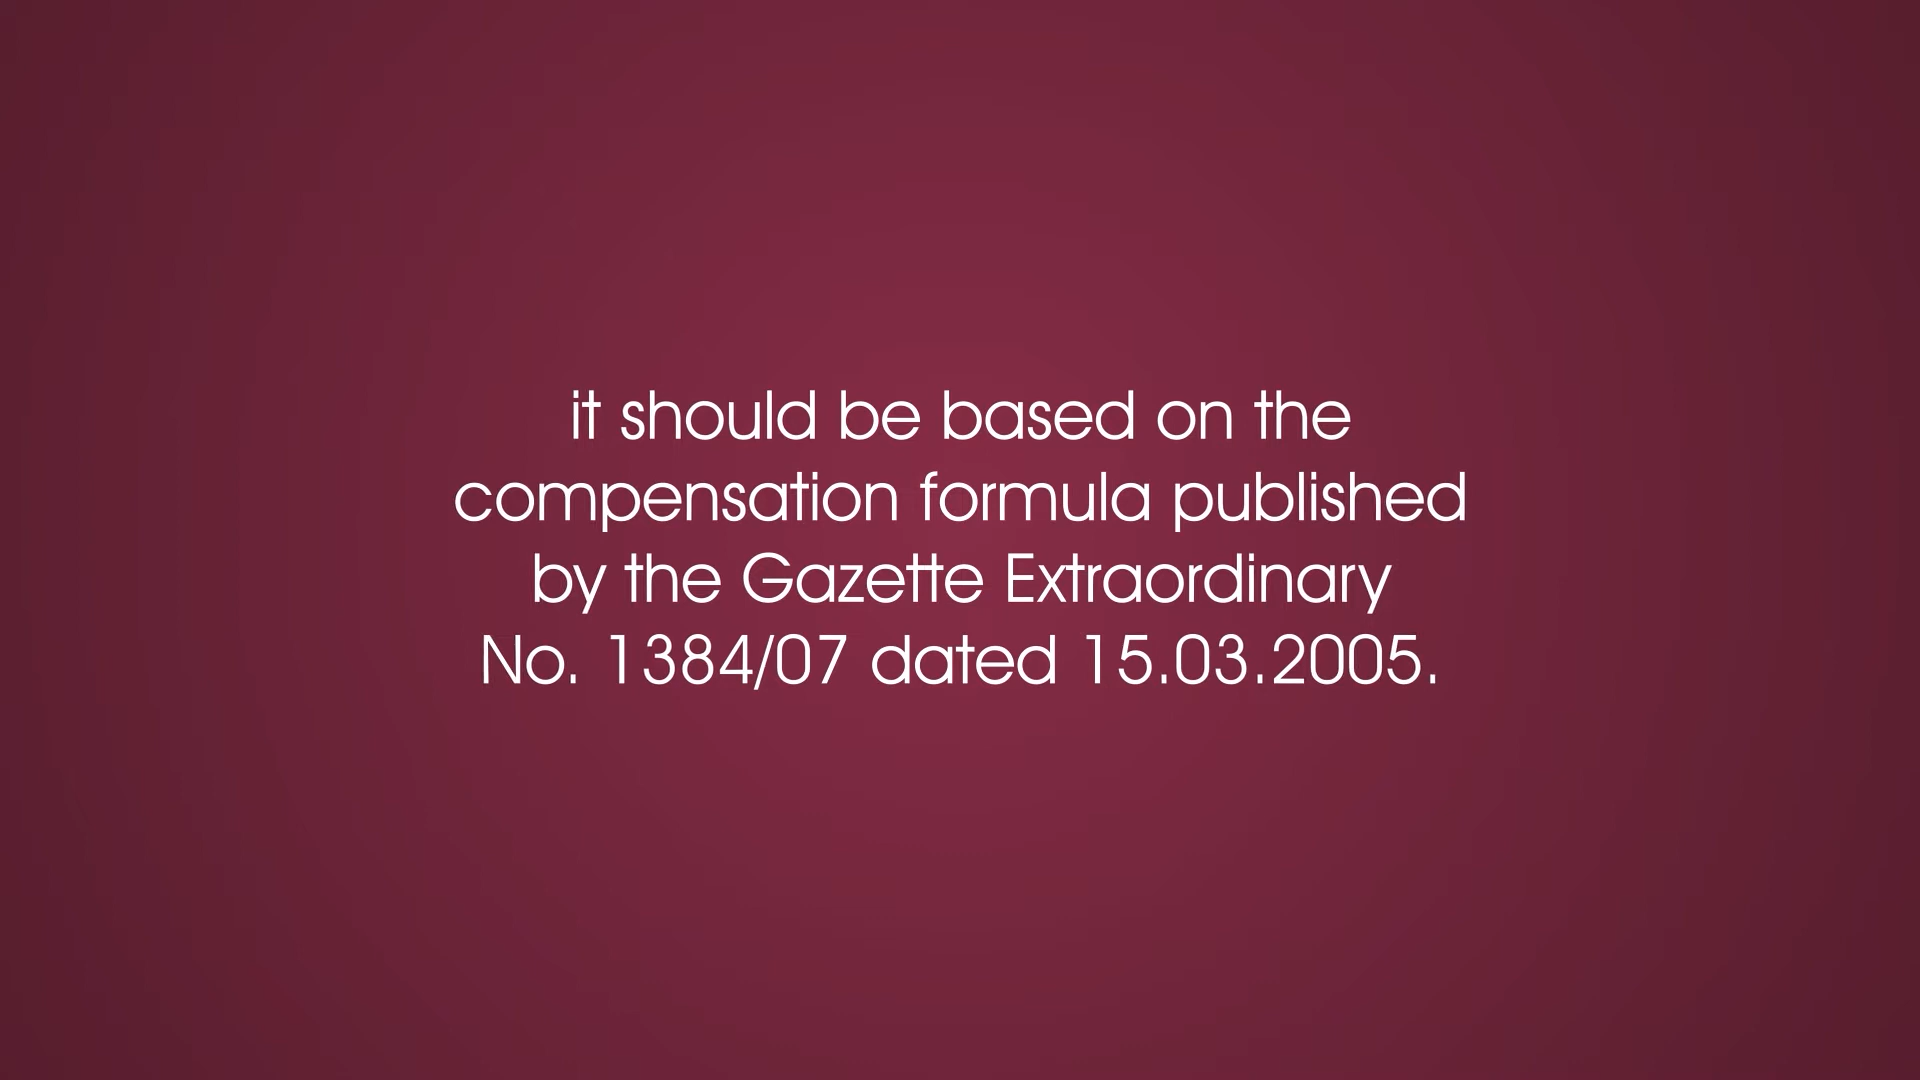 it should be based on the
compensation formula published
by the Gazette Extraordinary
No. 1384/07 dated 15.03.2005.